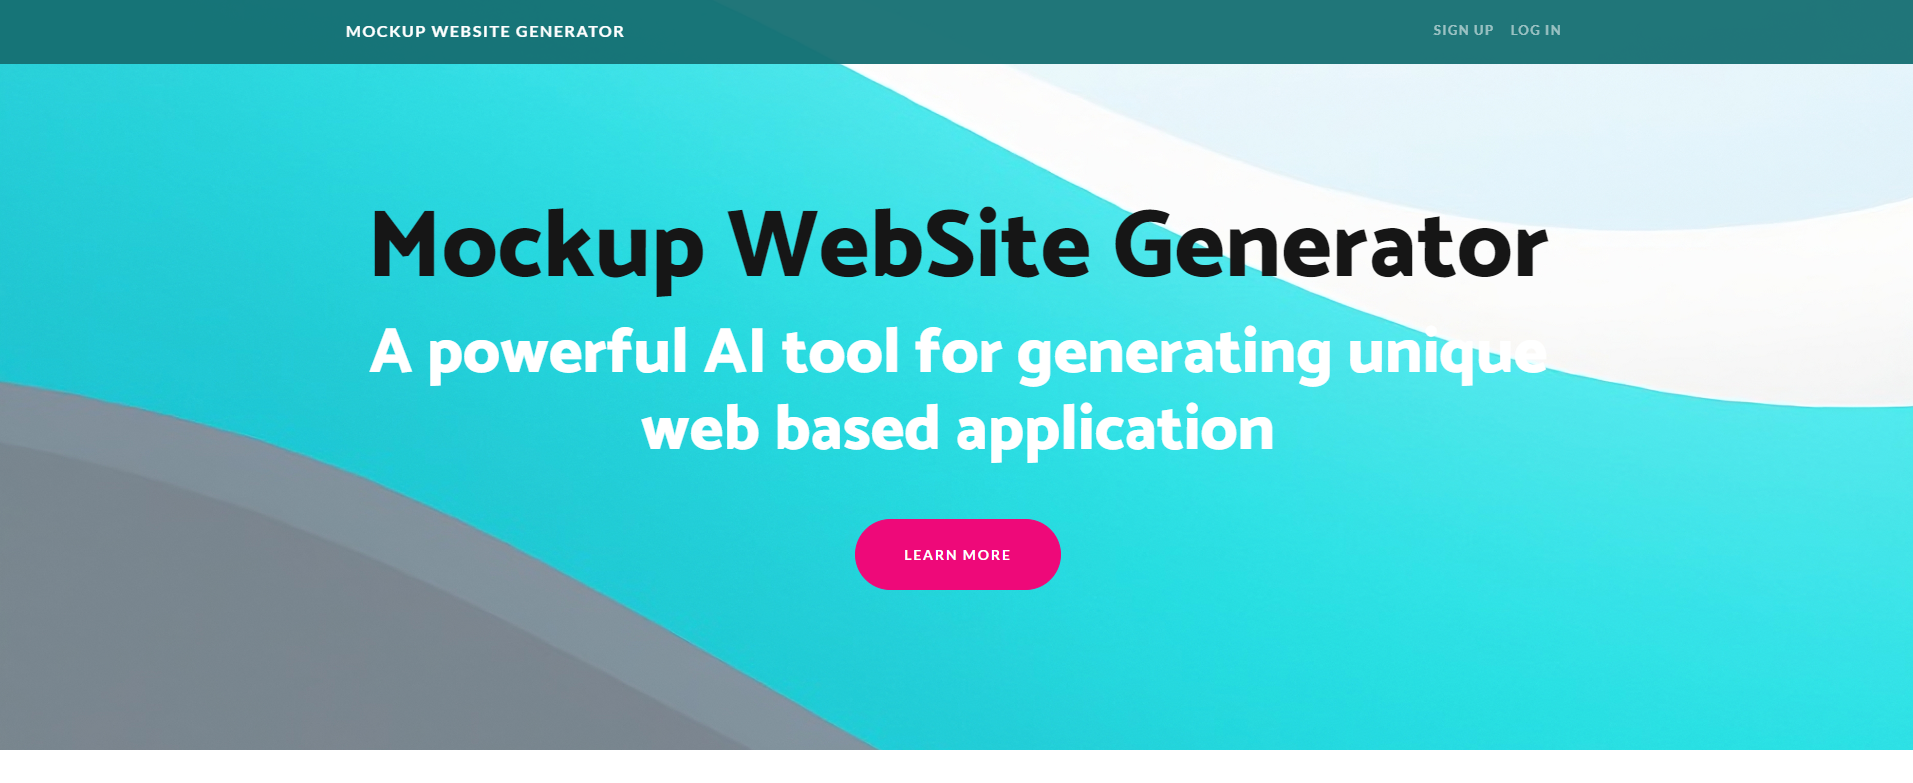 MOCKUP WEBSITE GENERATOR
SIGN UP LOG IN
Mockup WebSite Generator
A powerful AI tool for generating unique
web based application
LEARN MORE